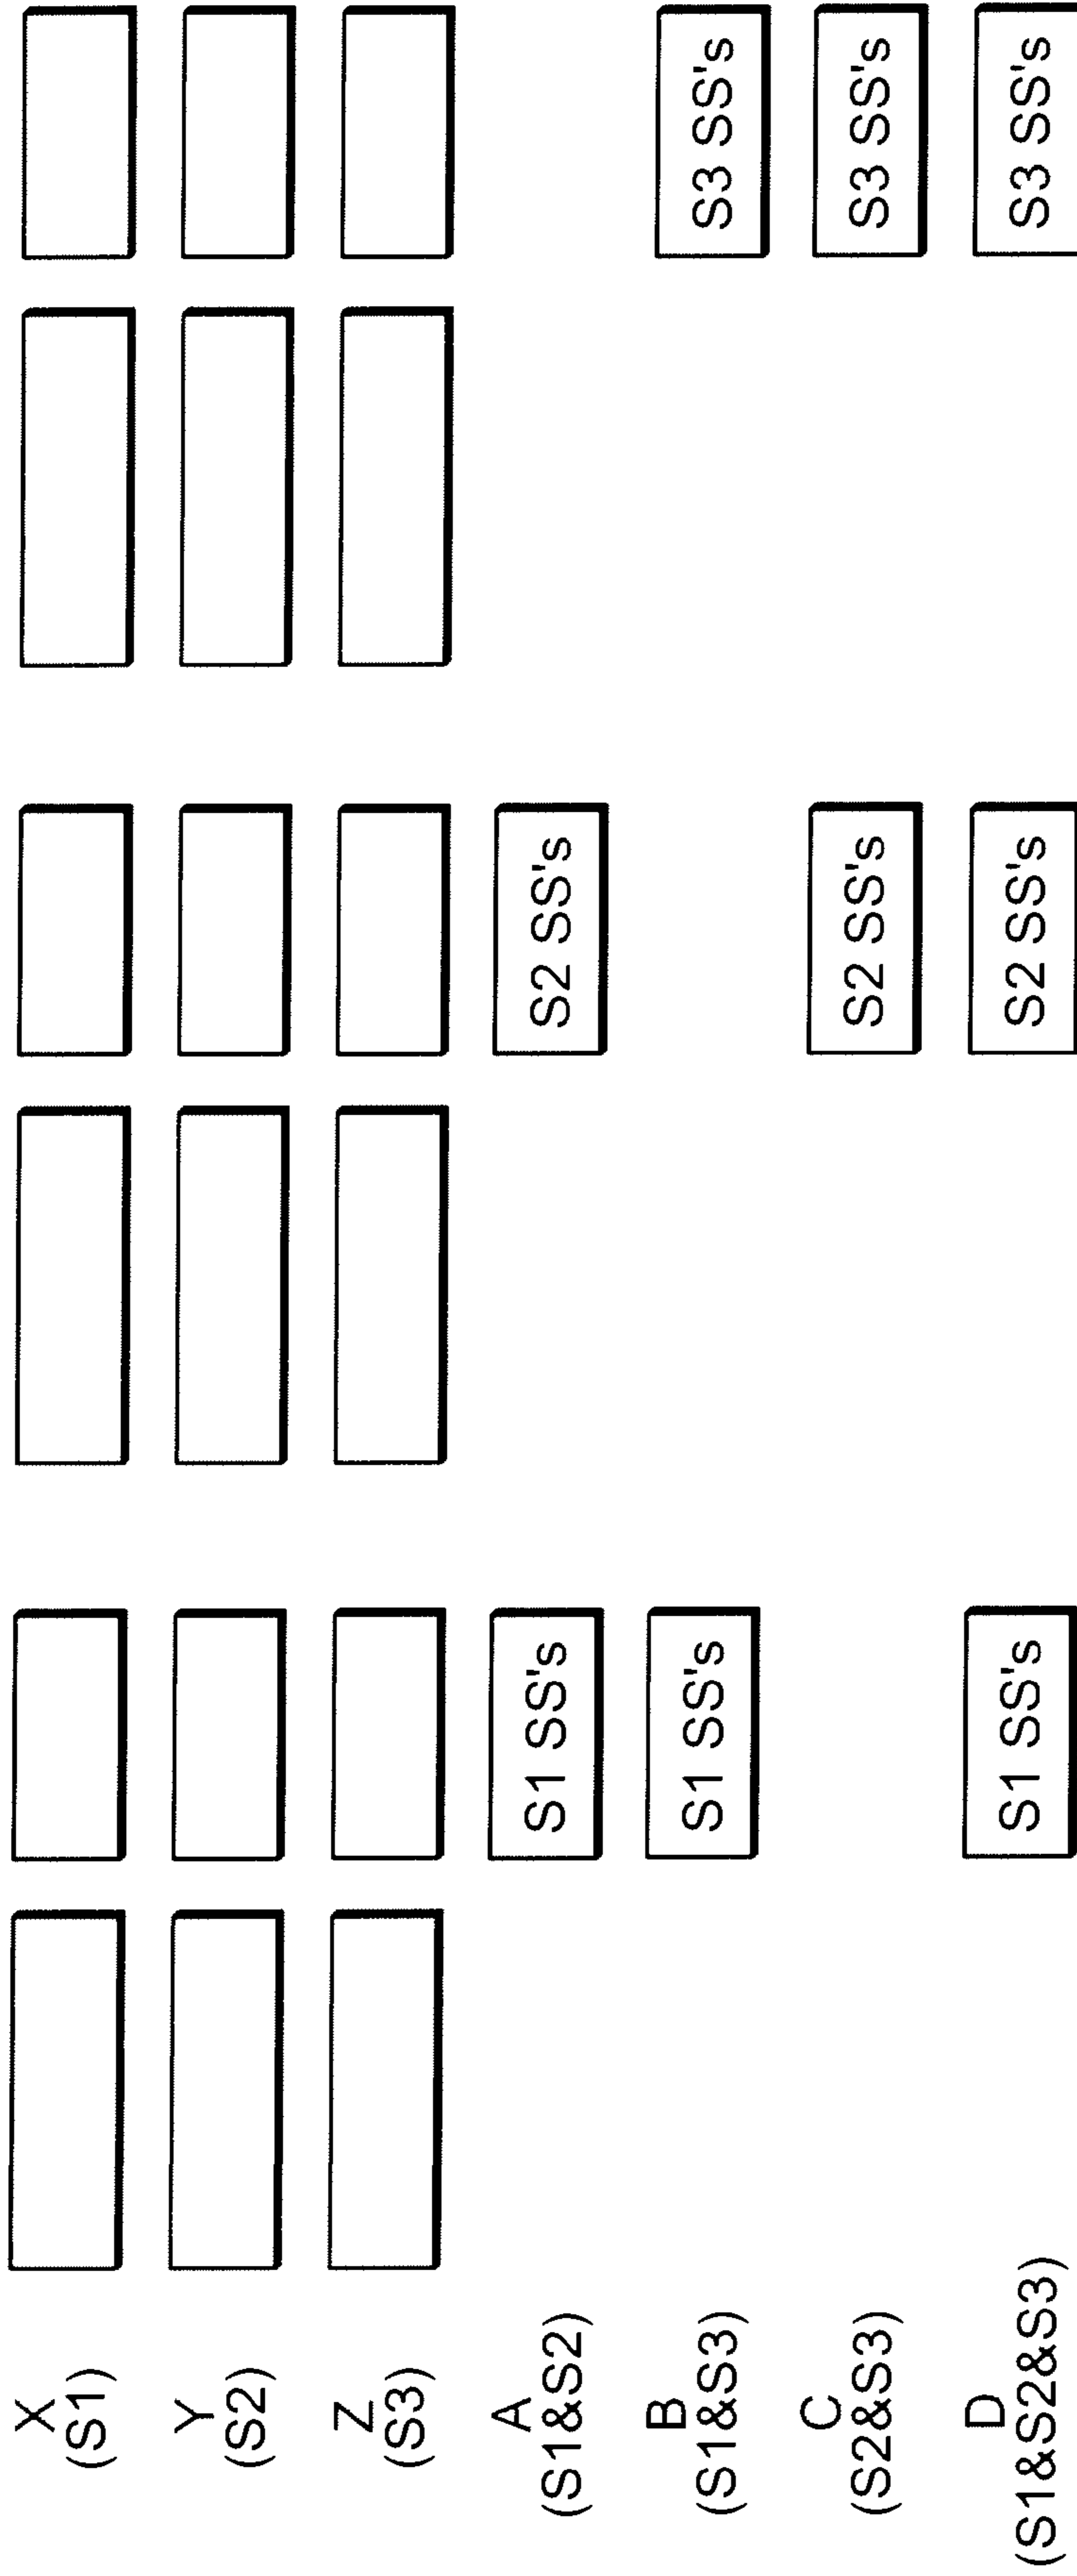 X
(S1)
Y
(S2)
Z
(S3)
A
(S1&S2)
S1 SS's
S2 SS's
B
(S1&S3)
S1 SS's
S3 SS's
C
(S2&S3)
S2 SS's
S3 SS's
D
(S1&S2&S3)
S1 SS's
S2 SS's
S3 SS's